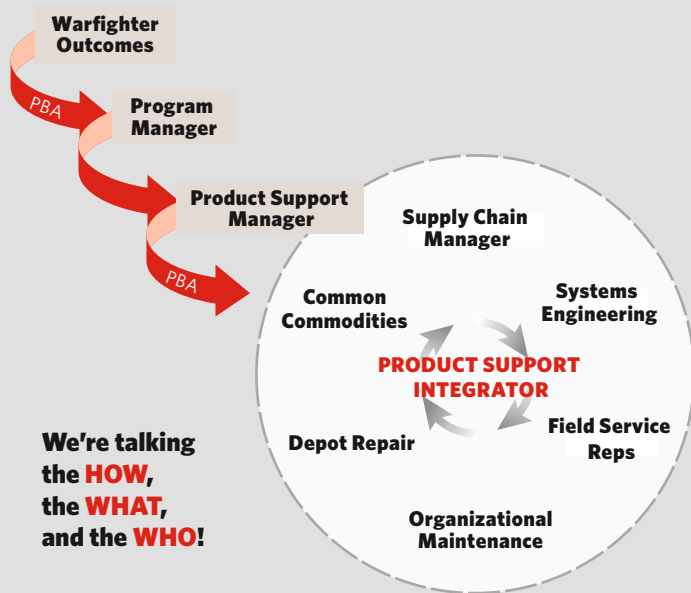 Warfighter
Outcomes
PBA
Program
Manager
Product Support
Manager
PBA
Supply Chain
Manager
Common
Commodities
Systems
Engineering
PRODUCT SUPPORT
INTEGRATOR
Depot Repair
Field Service
Reps
Organizational
Maintenance
We're talking
the HOW,
the WHAT,
and the WHO!